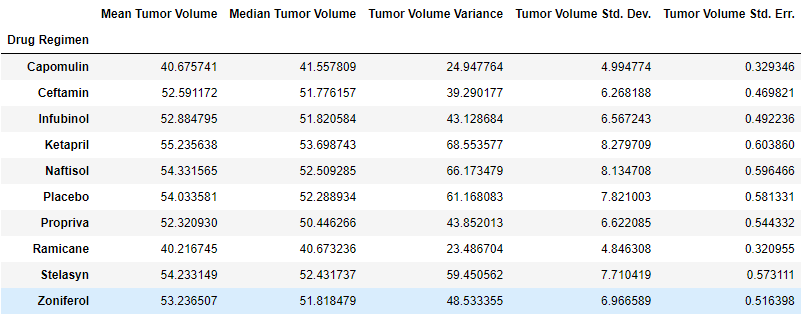 Mean Tumor Volume Median Tumor Volume Tumor Volume Variance Tumor Volume Std. Dev. Tumor Volume Std. Err.
Drug Regimen
Capomulin 40.675741 41.557809 24.947764 4.994774 0.329346
Ceftamin 52.591172 51.776157 39.290177 6.268188 0.469821
Infubinol 52.884795 51.820584 43.128684 6.567243 0.492236
Ketapril 55.235638 53.698743 68.553577 8.279709 0.603860
Naftisol 54.331565 52.509285 66.173479 8.134708 0.596466
Placebo 54.033581 52.288934 61.168083 7.821003 0.581331
Propriva 52.320930 50.446266 43.852013 6.622085 0.544332
Ramicane 40.216745 40.673236 23.486704 4.846308 0.320955
Stelasyn 54.233149 52.431737 59.450562 7.710419 0.573111
Zoniferol 53.236507 51.818479 48.533355 6.966589 0.516398